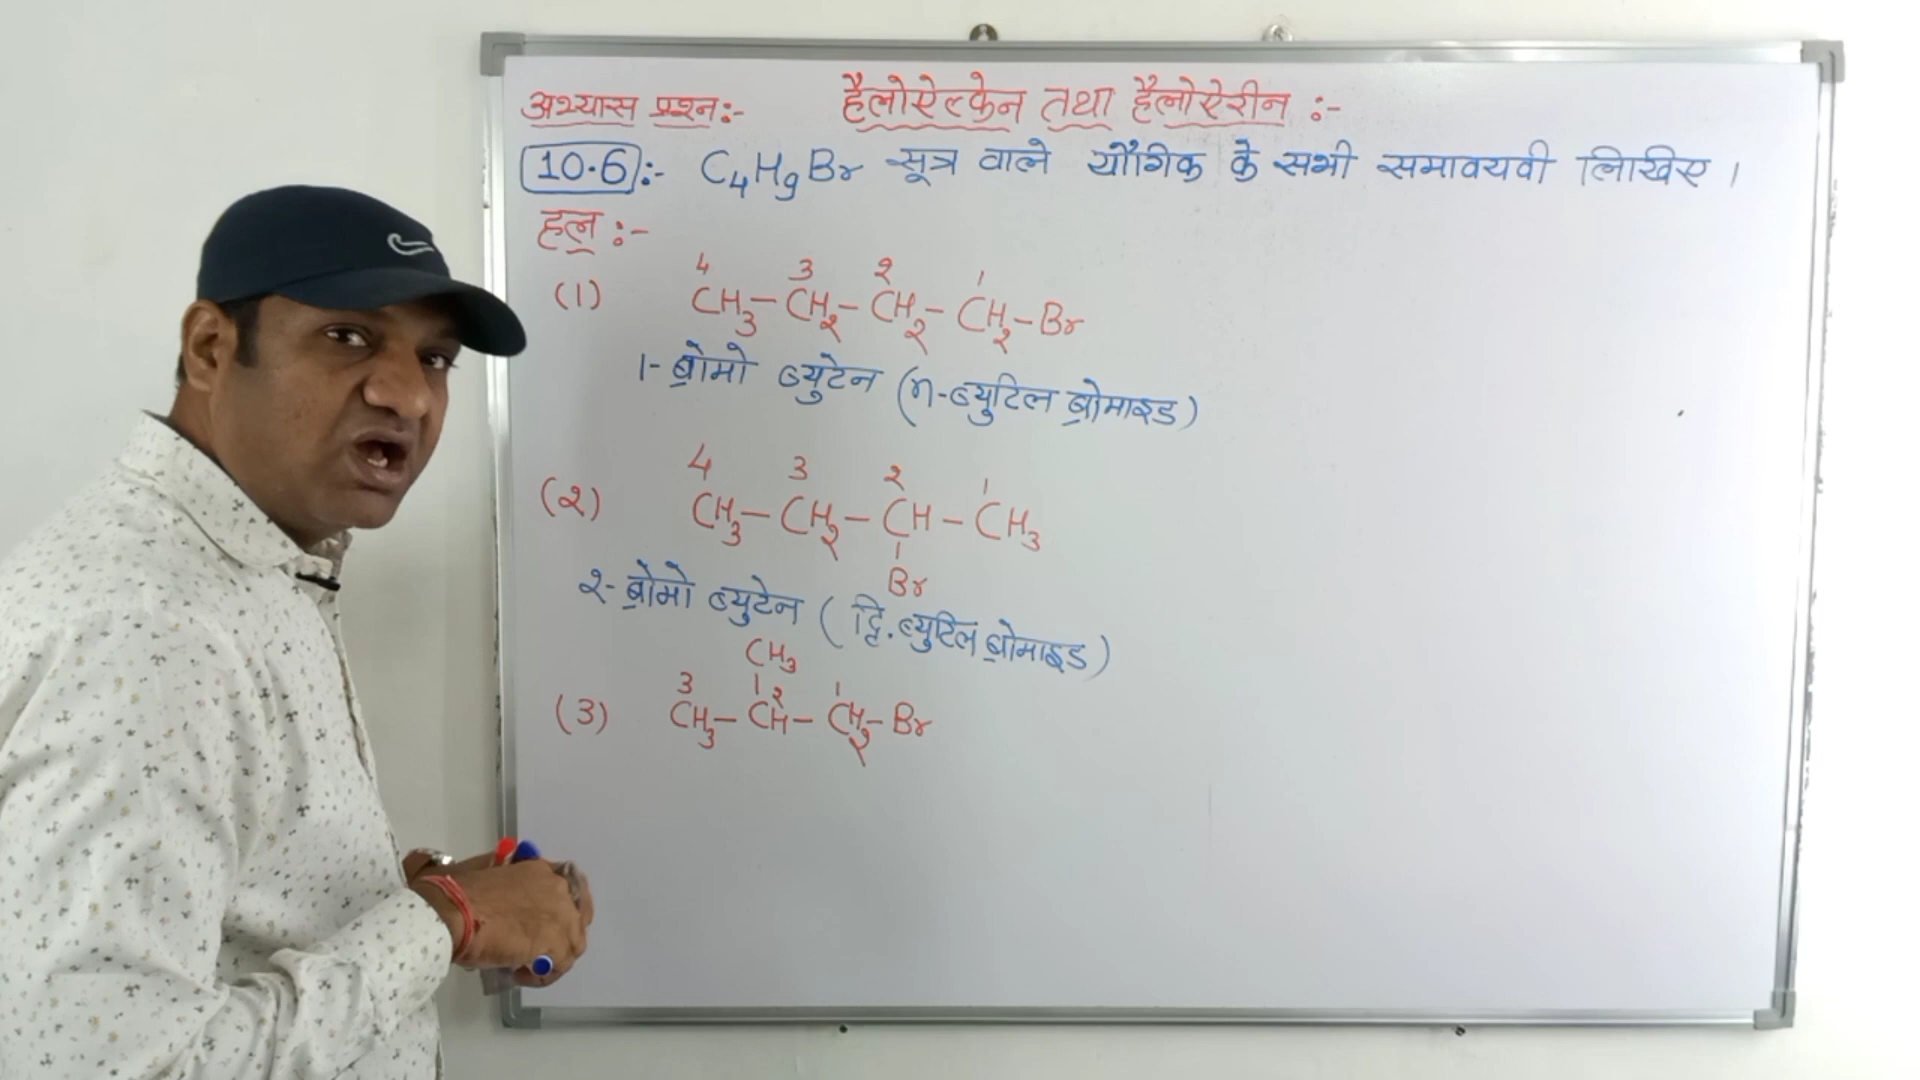 अभ्यास प्रश्न:- हैलोऐल्केन तथा हैलोऐरीन :-
10.6:- C₄H₉Br सूत्र वाले यौगिक के सभी समावयवी लिखिए।
हल:-
4 3 2 1
(1) CH₃-CH₂-CH₂-CH₂-Br
1-ब्रोमो ब्युटेन (n-ब्युटिल ब्रोमाइड)
4 3 2 1
(2) CH₃-CH₂-CH-CH₃
Br
2-ब्रोमो ब्युटेन (द्वि. ब्युटिल ब्रोमाइड)
CH₃
3 2 1
(3) CH₃-CH-CH₂-Br